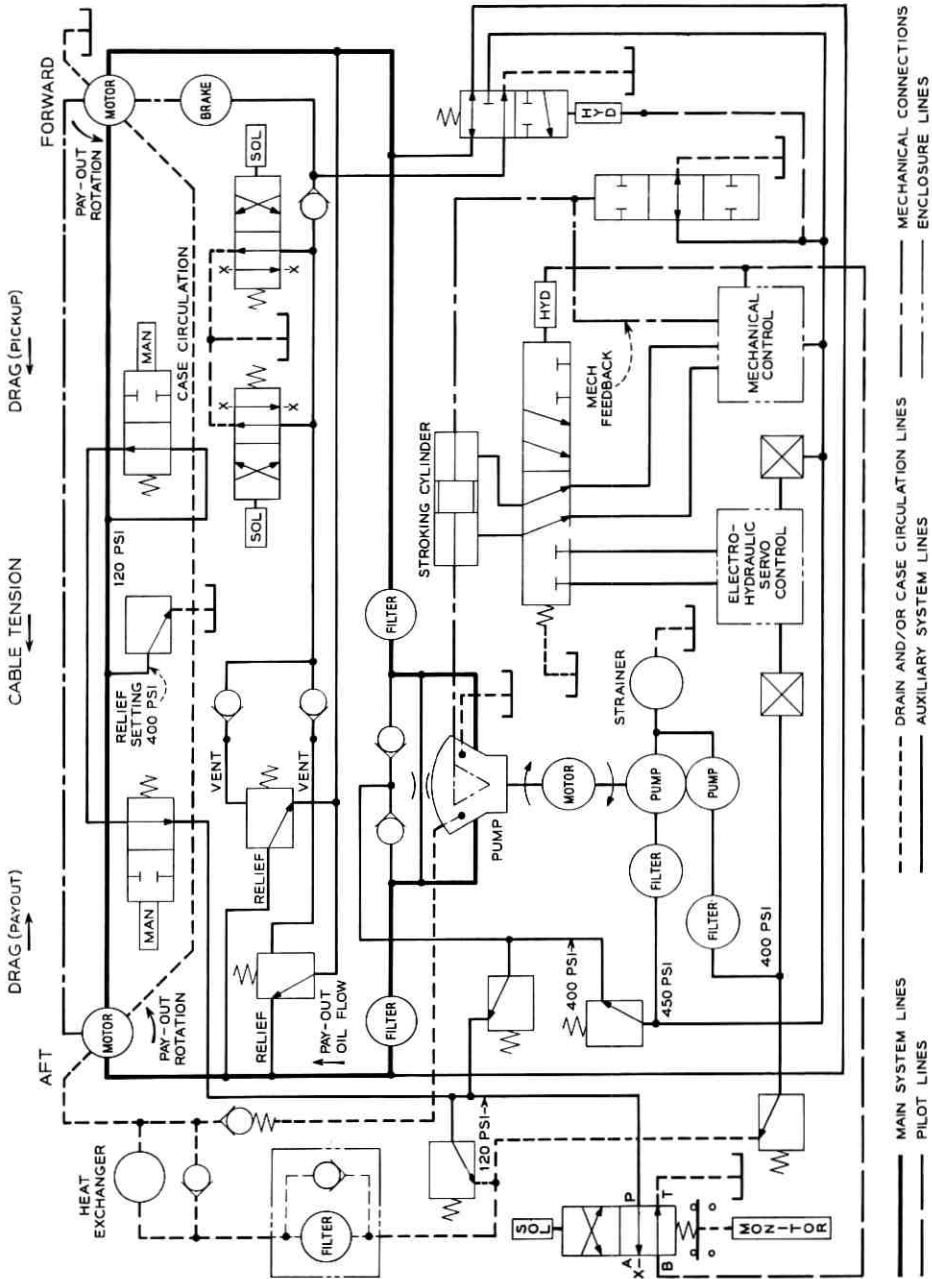 DRAG (PAYOUT)
CABLE TENSION
DRAG (PICKUP)
AFT
FORWARD
MOTOR
PAY-OUT
ROTATION
MAN
RELIEF
SETTING
400 PSI
120 PSI
MAN
CASE CIRCULATION
MOTOR
PAY-OUT
ROTATION
BRAKE
HEAT
EXCHANGER
FILTER
RELIEF
RELIEF
VENT
VENT
SOL
X
X
X
X
SOL
PAY-OUT
OIL FLOW
FILTER
FILTER
PUMP
STROKING CYLINDER
HYD
HYD
MECH
FEEDBACK
120 PSI
400 PSI
450 PSI
400 PSI
MOTOR
PUMP
PUMP
FILTER
FILTER
STRAINER
ELECTRO-
HYDRAULIC
SERVO
CONTROL
MECHANICAL
CONTROL
SOL
A
P
X
B
T
MONITOR
MAIN SYSTEM LINES
PILOT LINES
DRAIN AND/OR CASE CIRCULATION LINES
AUXILIARY SYSTEM LINES
MECHANICAL CONNECTIONS
ENCLOSURE LINES